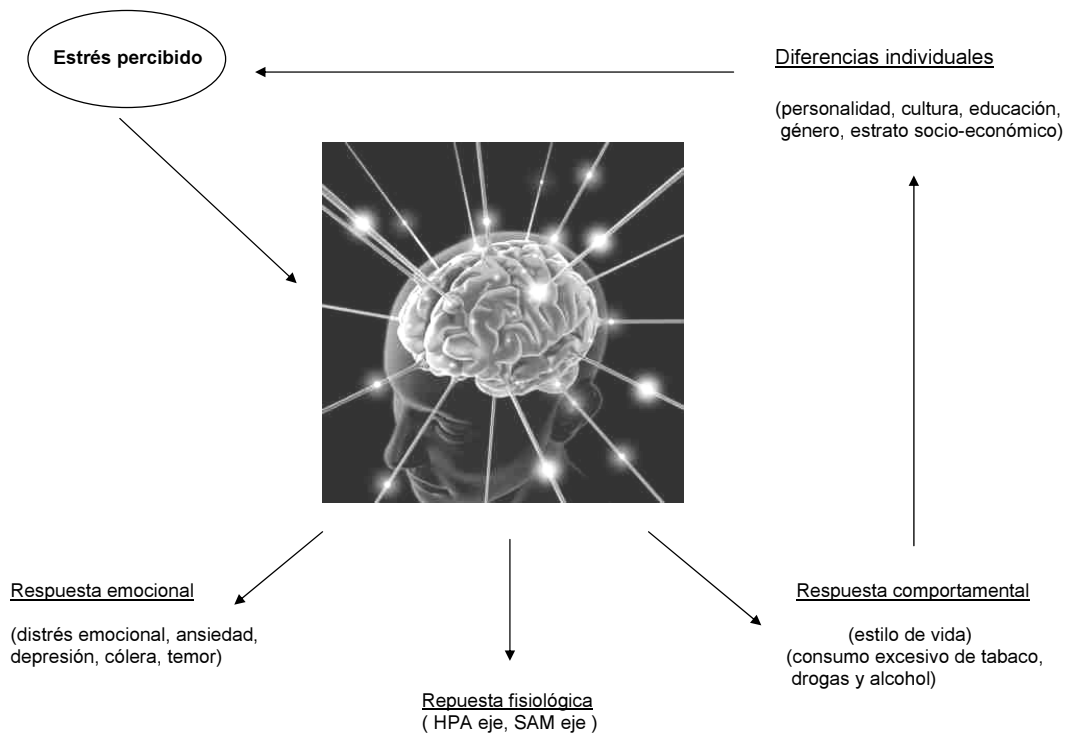 Estrés percibido
Diferencias individuales
(personalidad, cultura, educación,
género, estrato socio-económico)
Respuesta emocional
(distrés emocional, ansiedad,
depresión, cólera, temor)
Repuesta fisiológica
( HPA eje, SAM eje )
Respuesta comportamental
(estilo de vida)
(consumo excesivo de tabaco,
drogas y alcohol)